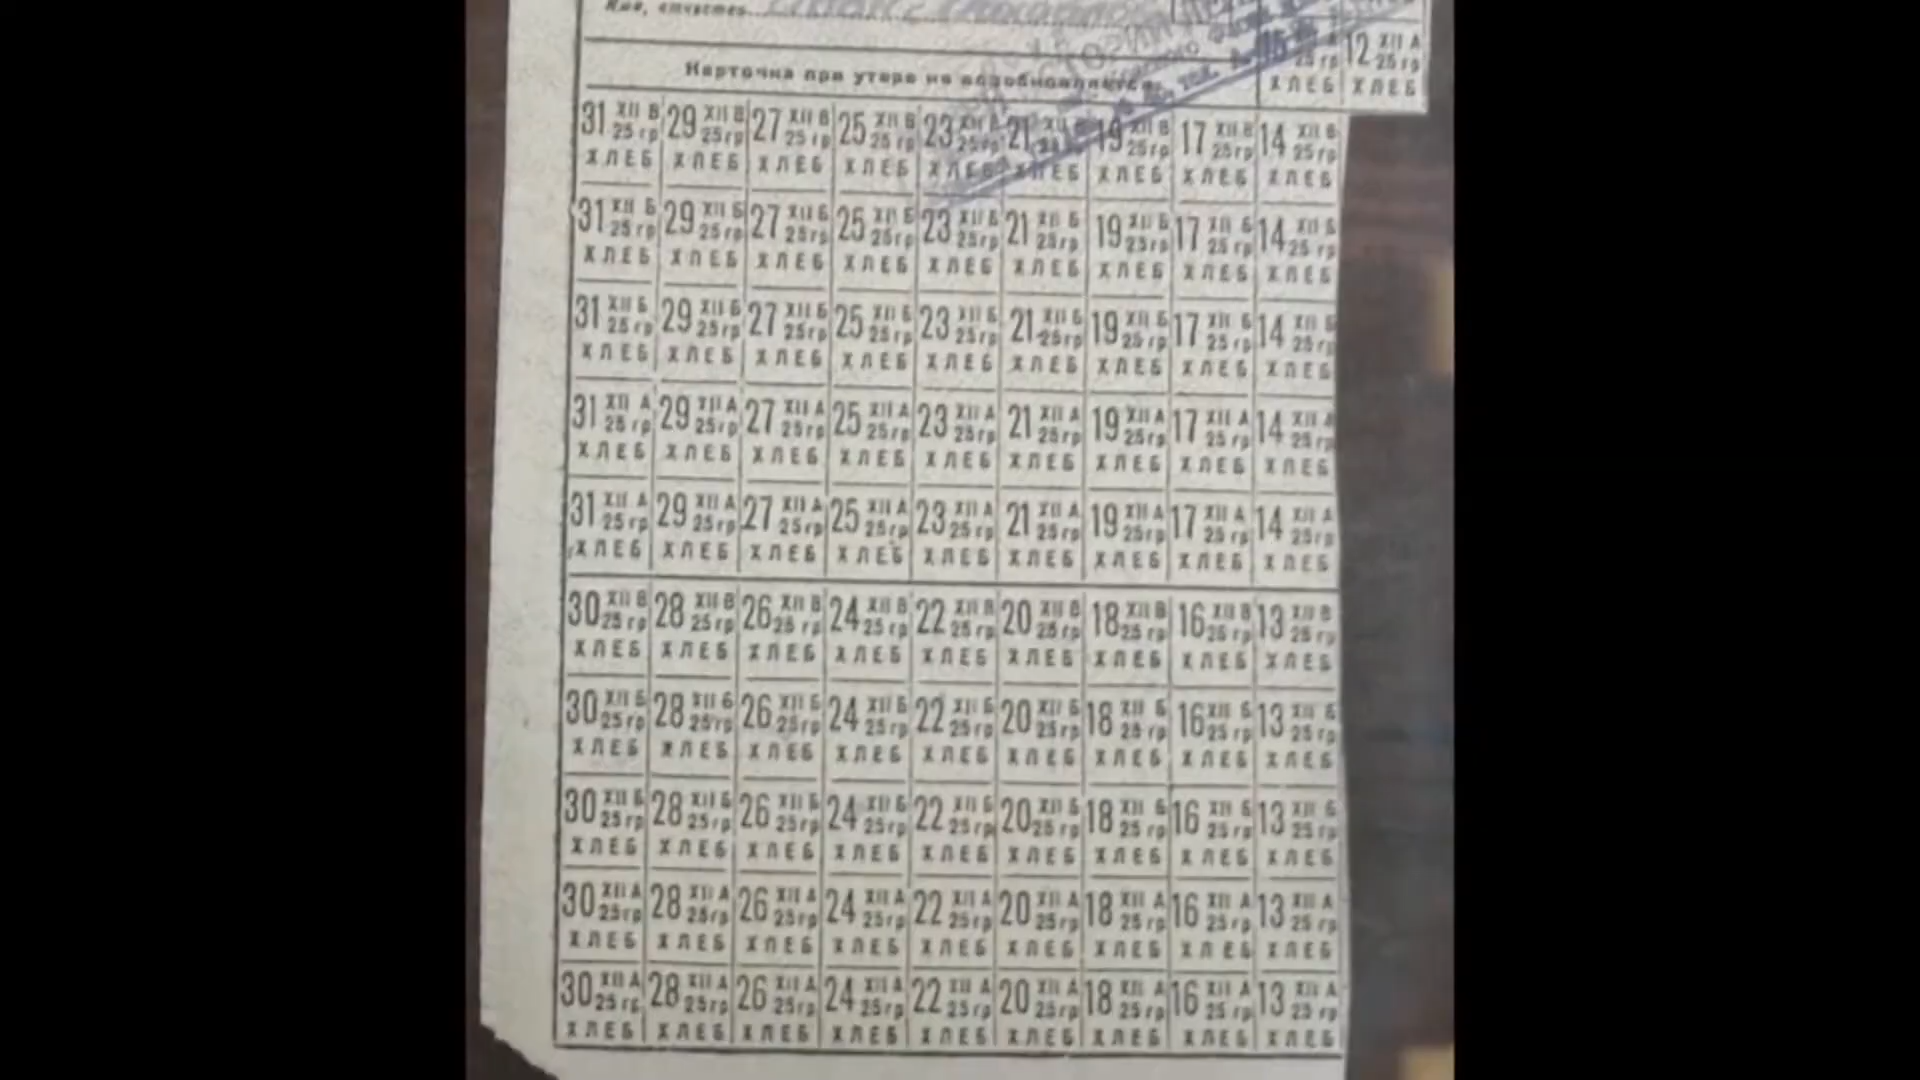 Имя, отчество
12 XII А
25 гр
ХЛЕБ ХЛЕБ
Карточка при утере не возобновляется.
31 XII В 29 XII В 27 XII В 25 XII В 23 XII В 21 XII В 19 XII В 17 XII В 14 XII В
25 гр 25 гр 25 гр 25 гр 25 гр 25 гр 25 гр 25 гр 25 гр
ХЛЕБ ХЛЕБ ХЛЕБ ХЛЕБ ХЛЕБ ХЛЕБ ХЛЕБ ХЛЕБ ХЛЕБ
31 XII Б 29 XII Б 27 XII Б 25 XII Б 23 XII Б 21 XII Б 19 XII Б 17 XII Б 14 XII Б
25 гр 25 гр 25 гр 25 гр 25 гр 25 гр 25 гр 25 гр 25 гр
ХЛЕБ ХЛЕБ ХЛЕБ ХЛЕБ ХЛЕБ ХЛЕБ ХЛЕБ ХЛЕБ ХЛЕБ
31 XII Б 29 XII Б 27 XII Б 25 XII Б 23 XII Б 21 XII Б 19 XII Б 17 XII Б 14 XII Б
25 гр 25 гр 25 гр 25 гр 25 гр 25 гр 25 гр 25 гр 25 гр
ХЛЕБ ХЛЕБ ХЛЕБ ХЛЕБ ХЛЕБ ХЛЕБ ХЛЕБ ХЛЕБ ХЛЕБ
31 XII А 29 XII А 27 XII А 25 XII А 23 XII А 21 XII А 19 XII А 17 XII А 14 XII А
25 гр 25 гр 25 гр 25 гр 25 гр 25 гр 25 гр 25 гр 25 гр
ХЛЕБ ХЛЕБ ХЛЕБ ХЛЕБ ХЛЕБ ХЛЕБ ХЛЕБ ХЛЕБ ХЛЕБ
31 XII А 29 XII А 27 XII А 25 XII А 23 XII А 21 XII А 19 XII А 17 XII А 14 XII А
25 гр 25 гр 25 гр 25 гр 25 гр 25 гр 25 гр 25 гр 25 гр
ХЛЕБ ХЛЕБ ХЛЕБ ХЛЕБ ХЛЕБ ХЛЕБ ХЛЕБ ХЛЕБ ХЛЕБ
30 XII В 28 XII В 26 XII В 24 XII В 22 XII В 20 XII В 18 XII В 16 XII В 13 XII В
25 гр 25 гр 25 гр 25 гр 25 гр 25 гр 25 гр 25 гр 25 гр
ХЛЕБ ХЛЕБ ХЛЕБ ХЛЕБ ХЛЕБ ХЛЕБ ХЛЕБ ХЛЕБ ХЛЕБ
30 XII Б 28 XII Б 26 XII Б 24 XII Б 22 XII Б 20 XII Б 18 XII Б 16 XII Б 13 XII Б
25 гр 25 гр 25 гр 25 гр 25 гр 25 гр 25 гр 25 гр 25 гр
ХЛЕБ ХЛЕБ ХЛЕБ ХЛЕБ ХЛЕБ ХЛЕБ ХЛЕБ ХЛЕБ ХЛЕБ
30 XII Б 28 XII Б 26 XII Б 24 XII Б 22 XII Б 20 XII Б 18 XII Б 16 XII Б 13 XII Б
25 гр 25 гр 25 гр 25 гр 25 гр 25 гр 25 гр 25 гр 25 гр
ХЛЕБ ХЛЕБ ХЛЕБ ХЛЕБ ХЛЕБ ХЛЕБ ХЛЕБ ХЛЕБ ХЛЕБ
30 XII А 28 XII А 26 XII А 24 XII А 22 XII А 20 XII А 18 XII А 16 XII А 13 XII А
25 гр 25 гр 25 гр 25 гр 25 гр 25 гр 25 гр 25 гр 25 гр
ХЛЕБ ХЛЕБ ХЛЕБ ХЛЕБ ХЛЕБ ХЛЕБ ХЛЕБ ХЛЕБ ХЛЕБ
30 XII А 28 XII А 26 XII А 24 XII А 22 XII А 20 XII А 18 XII А 16 XII А 13 XII А
25 гр 25 гр 25 гр 25 гр 25 гр 25 гр 25 гр 25 гр 25 гр
ХЛЕБ ХЛЕБ ХЛЕБ ХЛЕБ ХЛЕБ ХЛЕБ ХЛЕБ ХЛЕБ ХЛЕБ